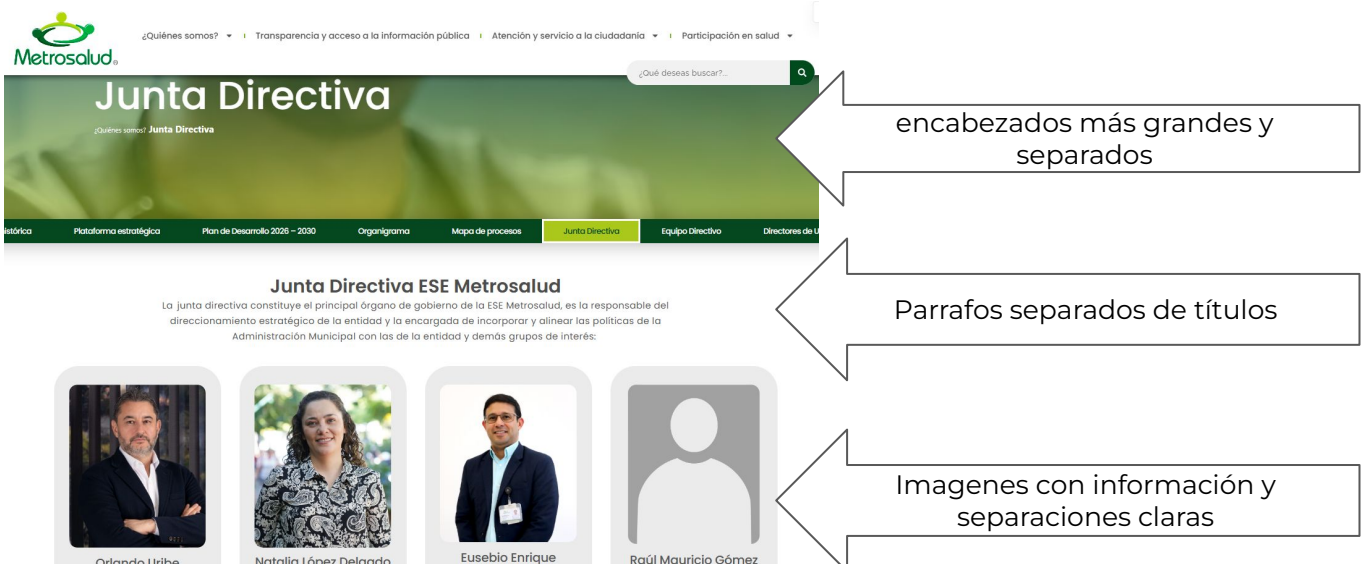 Metrosalud®
¿Quiénes somos?
Transparencia y acceso a la información pública
Atención y servicio a la ciudadanía
Participación en salud
¿Qué deseas buscar?...
Junta Directiva
¿Quiénes somos? Junta Directiva
encabezados más grandes y
separados
histórica
Plataforma estratégica
Plan de Desarrollo 2026 – 2030
Organigrama
Mapa de procesos
Junta Directiva
Equipo Directivo
Directores de U
Junta Directiva ESE Metrosalud
La junta directiva constituye el principal órgano de gobierno de la ESE Metrosalud, es la responsable del
direccionamiento estratégico de la entidad y la encargada de incorporar y alinear las políticas de la
Administración Municipal con las de la entidad y demás grupos de interés:
Parrafos separados de títulos
Imagenes con información y
separaciones claras
Orlando Uribe
Natalia López Delgado
Eusebio Enrique
Raúl Mauricio Gómez